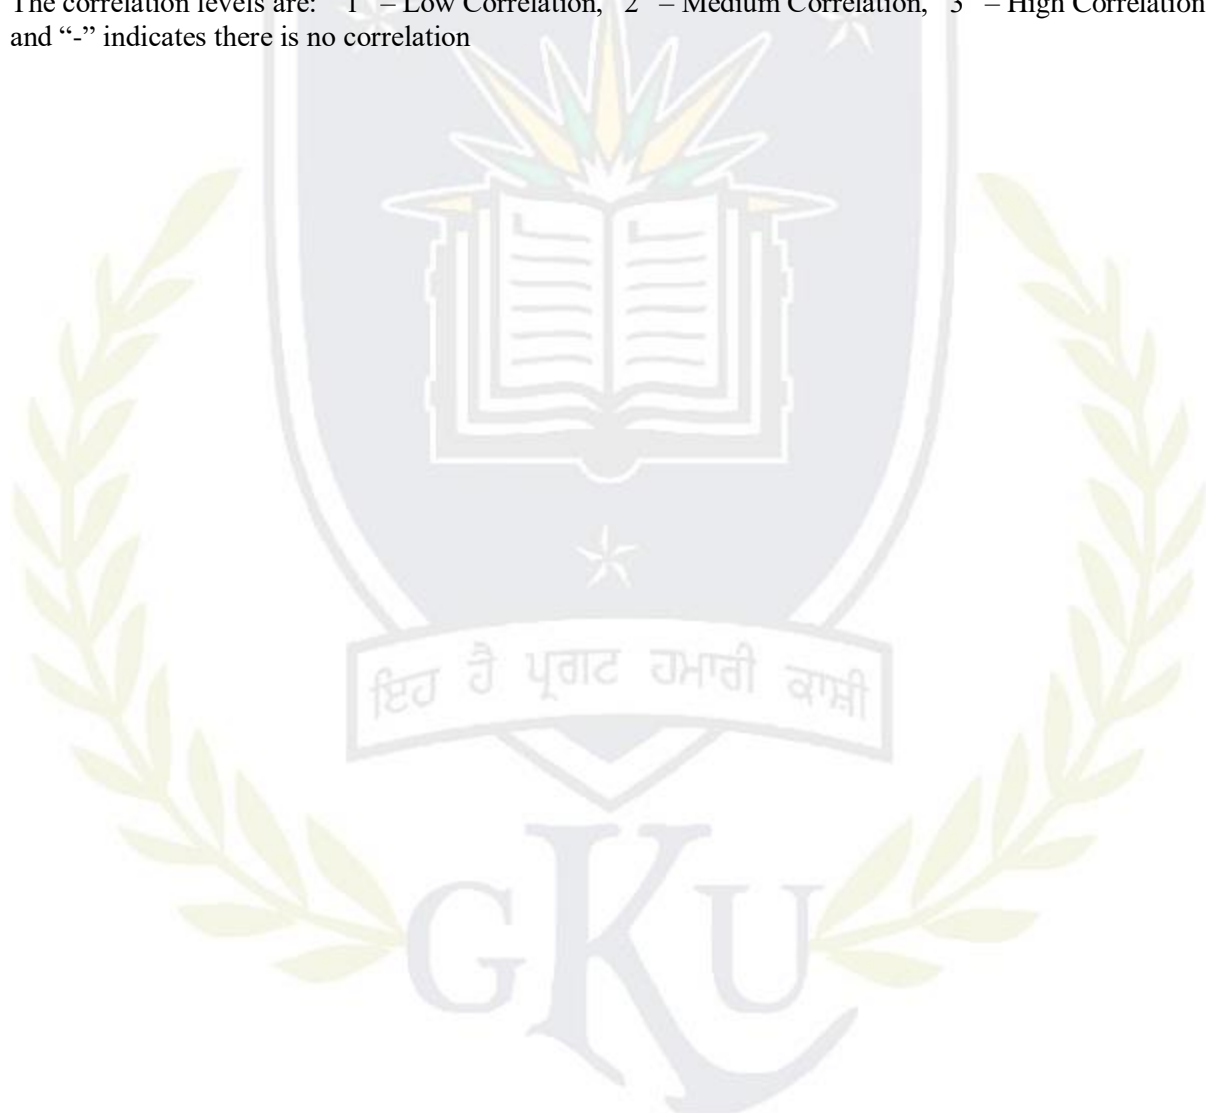 The correlation levels are: “1” – Low Correlation, “2” – Medium Correlation, “3” – High Correlation
and “-” indicates there is no correlation
ਇਹ ਹੈ ਪ੍ਰਗਟ ਹਮਾਰੀ ਕਾਸ਼ੀ
GKU